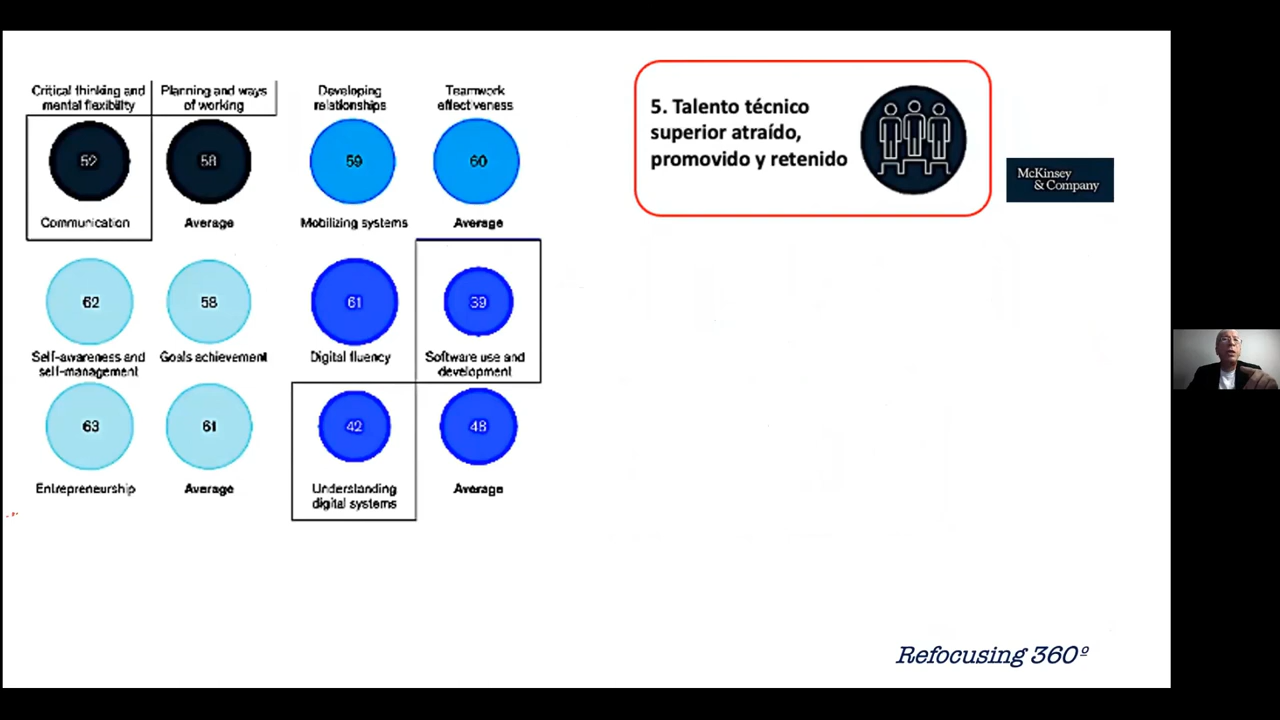 Critical thinking and
mental flexibility
Planning and ways
of working
Developing
relationships
Teamwork
effectiveness
52
58
59
60
Communication
Average
Mobilizing systems
Average
62
58
61
39
Self-awareness and
self-management
Goals achievement
Digital fluency
Software use and
development
63
61
42
48
Entrepreneurship
Average
Understanding
digital systems
Average
5. Talento técnico
superior atraído,
promovido y retenido
McKinsey
& Company
Refocusing 360º